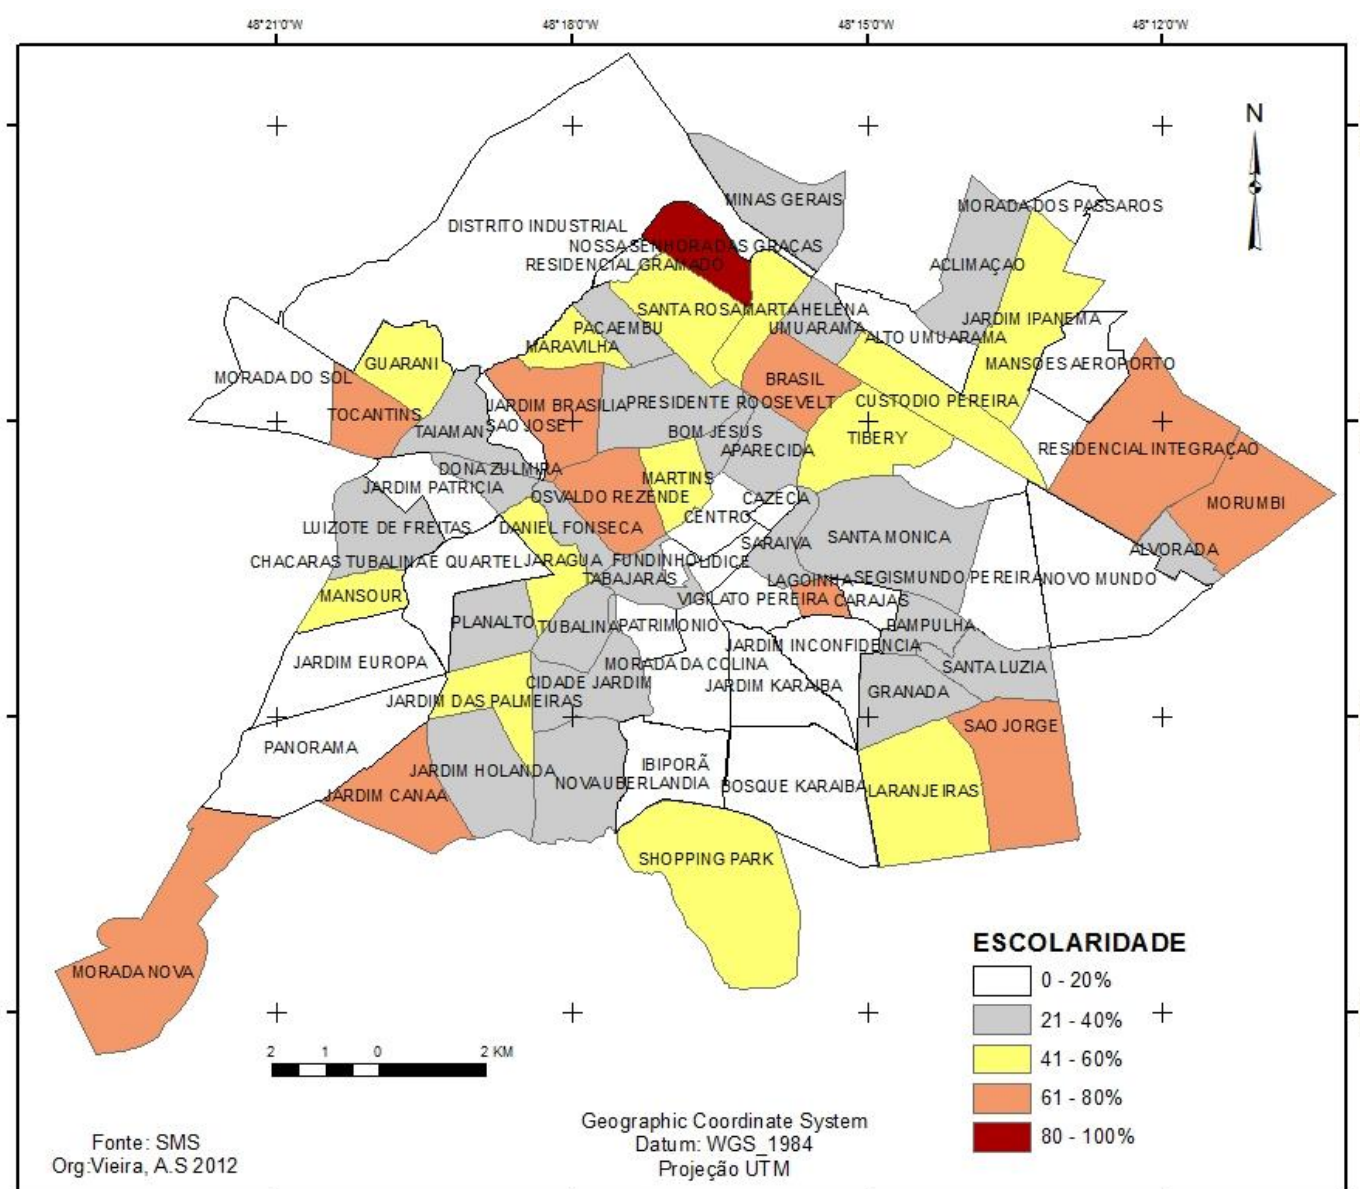 48°21'0"W
48°18'0"W
48°15'0"W
48°12'0"W
N
MINAS GERAIS
MORADA DOS PASSAROS
DISTRITO INDUSTRIAL
NOSSA SENHORA DAS GRAÇAS
RESIDENCIAL GRAMADO
ACLIMAÇAO
SANTA ROSA
MARTA HELENA
PACAEMBU
UMUARAMA
ALTO UMUARAMA
JARDIM IPANEMA
MARAVILHA
GUARANI
MANSOES AEROPORTO
MORADA DO SOL
BRASIL
TOCANTINS
JARDIM BRASILIA
PRESIDENTE ROOSEVELT
CUSTODIO PEREIRA
SAO JOSE
TAIAMAN
BOM JESUS
TIBERY
APARECIDA
RESIDENCIAL INTEGRAÇAO
DONA ZULMIRA
MARTINS
JARDIM PATRICIA
OSVALDO REZENDE
CAZECA
MORUMBI
CENTRO
LUIZOTE DE FREITAS
DANIEL FONSECA
SARAIVA
SANTA MONICA
ALVORADA
CHACARAS TUBALINA E QUARTEL
JARAGUA
FUNDINHO
LIDICE
TABAJARAS
LAGOINHA
SEGISMUNDO PEREIRA
NOVO MUNDO
MANSOUR
VIGILATO PEREIRA
CARAJAS
PLANALTO
TUBALINA
PATRIMONIO
PAMPULHA
JARDIM INCONFIDENCIA
JARDIM EUROPA
MORADA DA COLINA
SANTA LUZIA
CIDADE JARDIM
JARDIM KARAIBA
GRANADA
JARDIM DAS PALMEIRAS
SAO JORGE
PANORAMA
IBIPORÃ
JARDIM HOLANDA
NOVA UBERLANDIA
BOSQUE KARAIBA
LARANJEIRAS
JARDIM CANAA
SHOPPING PARK
MORADA NOVA
ESCOLARIDADE
0 - 20%
21 - 40%
41 - 60%
61 - 80%
80 - 100%
2 1 0 2 KM
Fonte: SMS
Org:Vieira, A.S 2012
Geographic Coordinate System
Datum: WGS_1984
Projeção UTM